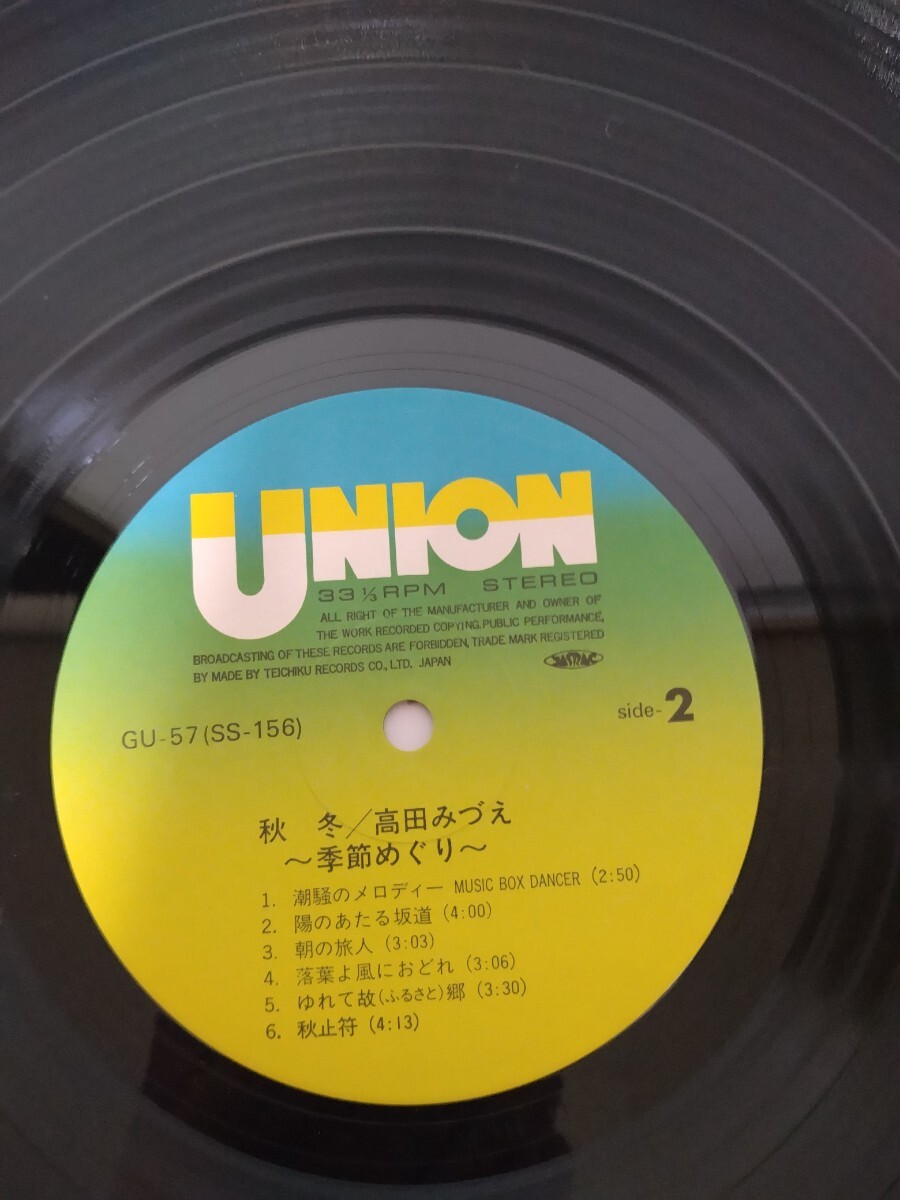 UNION
33 1/3 RPM STEREO
ALL RIGHT OF THE MANUFACTURER AND OWNER OF
THE WORK RECORDED COPYING, PUBLIC PERFORMANCE,
BROADCASTING OF THESE RECORDS ARE FORBIDDEN, TRADE MARK REGISTERED
BY MADE BY TEICHIKU RECORDS CO., LTD. JAPAN
JASRAC
GU-57 (SS-156)
side-2
秋 冬/高田みづえ
~季節めぐり~
1. 潮騒のメロディー MUSIC BOX DANCER (2:50)
2. 陽のあたる坂道 (4:00)
3. 朝の旅人 (3:03)
4. 落葉よ風におどれ (3:06)
5. ゆれて故(ふるさと)郷 (3:30)
6. 秋止符 (4:13)